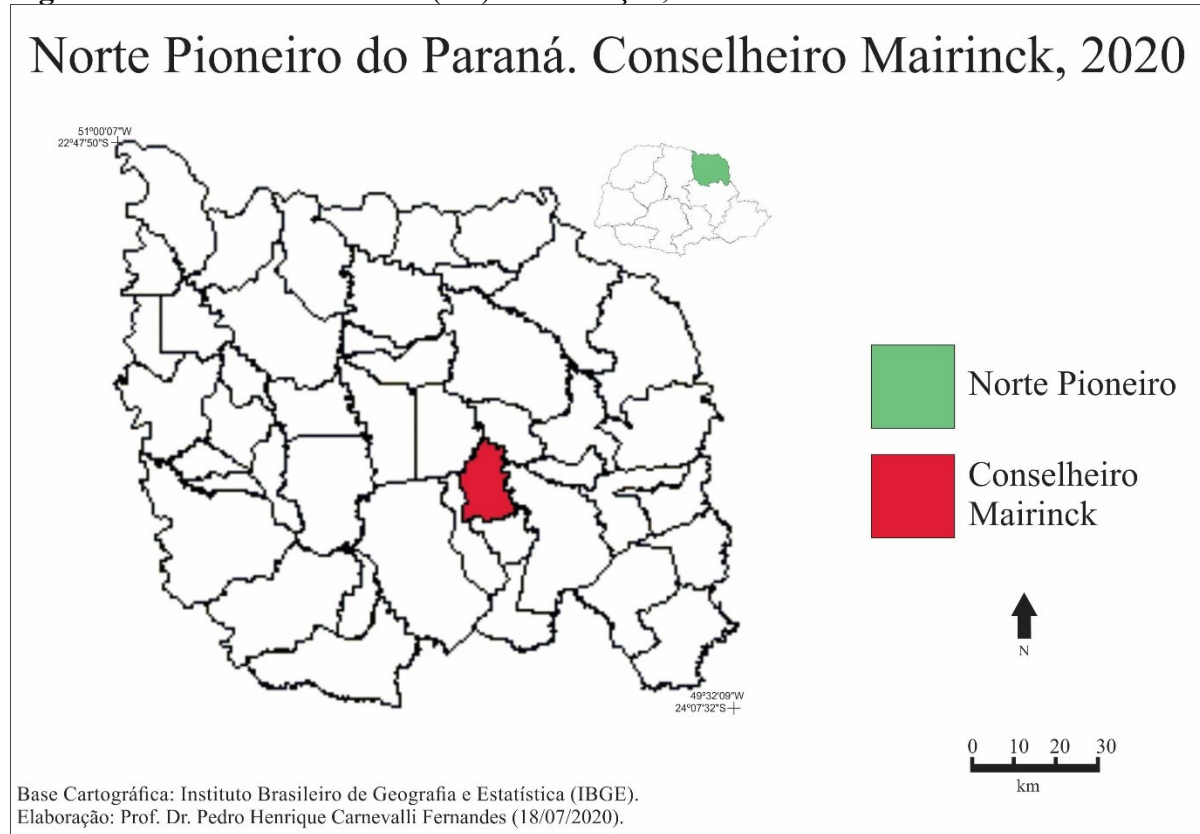 Norte Pioneiro do Paraná. Conselheiro Mairinck, 2020
51°00'07"W
22°47'50"S
Norte Pioneiro
Conselheiro
Mairinck
N
49°32'09"W
24°07'32"S
0 10 20 30
km
Base Cartográfica: Instituto Brasileiro de Geografia e Estatística (IBGE).
Elaboração: Prof. Dr. Pedro Henrique Carnevalli Fernandes (18/07/2020).